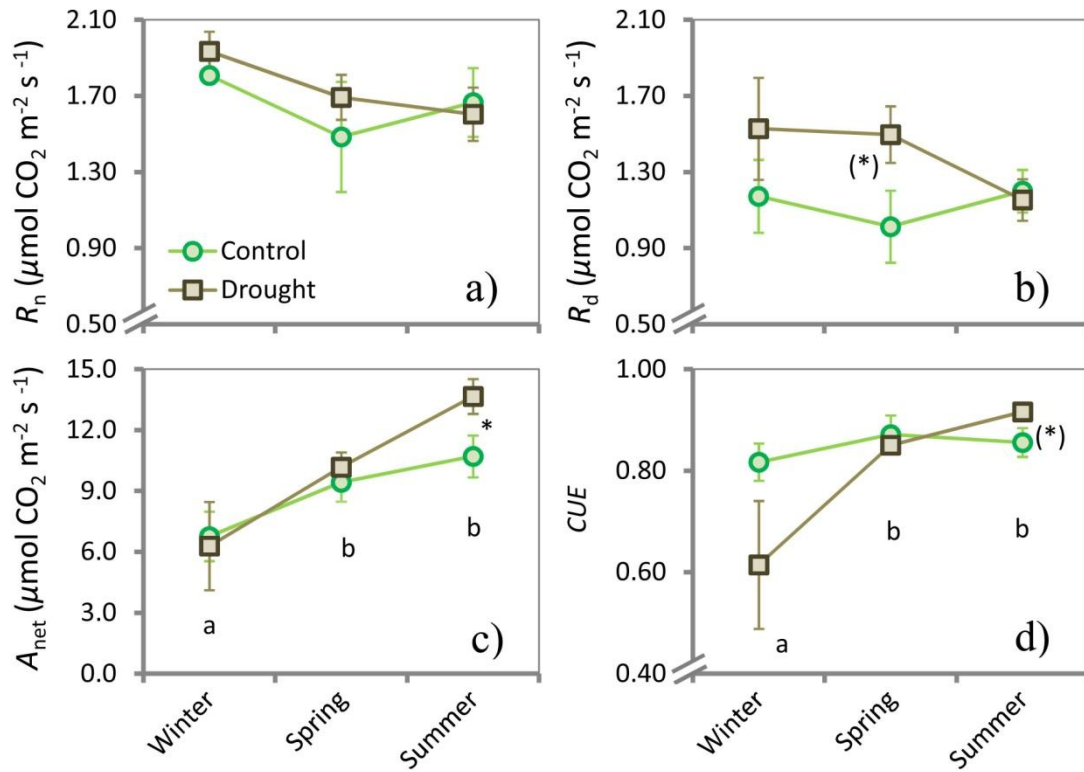 2.10
1.70
1.30
0.90
0.50
Rn (μmol CO2 m-2 s -1)
Control
Drought
a)
2.10
1.70
1.30
0.90
0.50
Rd (μmol CO2 m-2 s -1)
(*)
b)
15.0
12.0
9.0
6.0
3.0
0.0
Anet (μmol CO2 m-2 s -1)
*
a
b
b
c)
Winter
Spring
Summer
1.00
0.80
0.60
0.40
CUE
(*)
a
b
b
d)
Winter
Spring
Summer